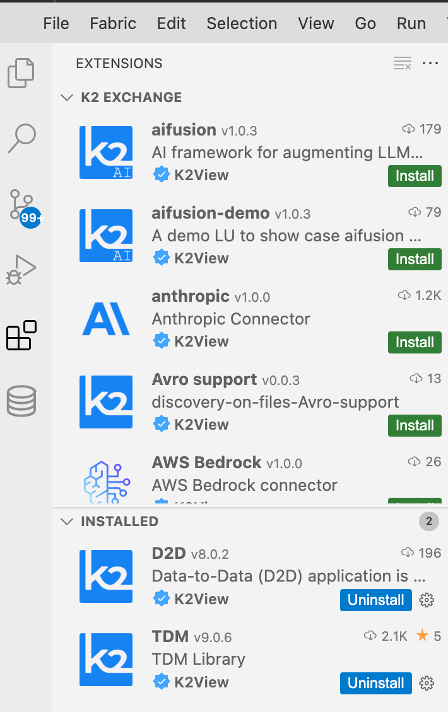 File Fabric Edit Selection View Go Run
EXTENSIONS
K2 EXCHANGE
K2 AI
aifusion v1.0.3 179
AI framework for augmenting LLM...
K2View Install
K2 AI
aifusion-demo v1.0.3 79
A demo LU to show case aifusion ...
K2View Install
99+
anthropic v1.0.0 1.2K
A\
Anthropic Connector
K2View Install
K2
Avro support v0.0.3 13
discovery-on-files-Avro-support
K2View Install
AWS Bedrock v1.0.0 26
AWS Bedrock connector
INSTALLED 2
K2
D2D v8.0.2 196
Data-to-Data (D2D) application is ...
K2View Uninstall
K2
TDM v9.0.6 2.1K ★ 5
TDM Library
K2View Uninstall